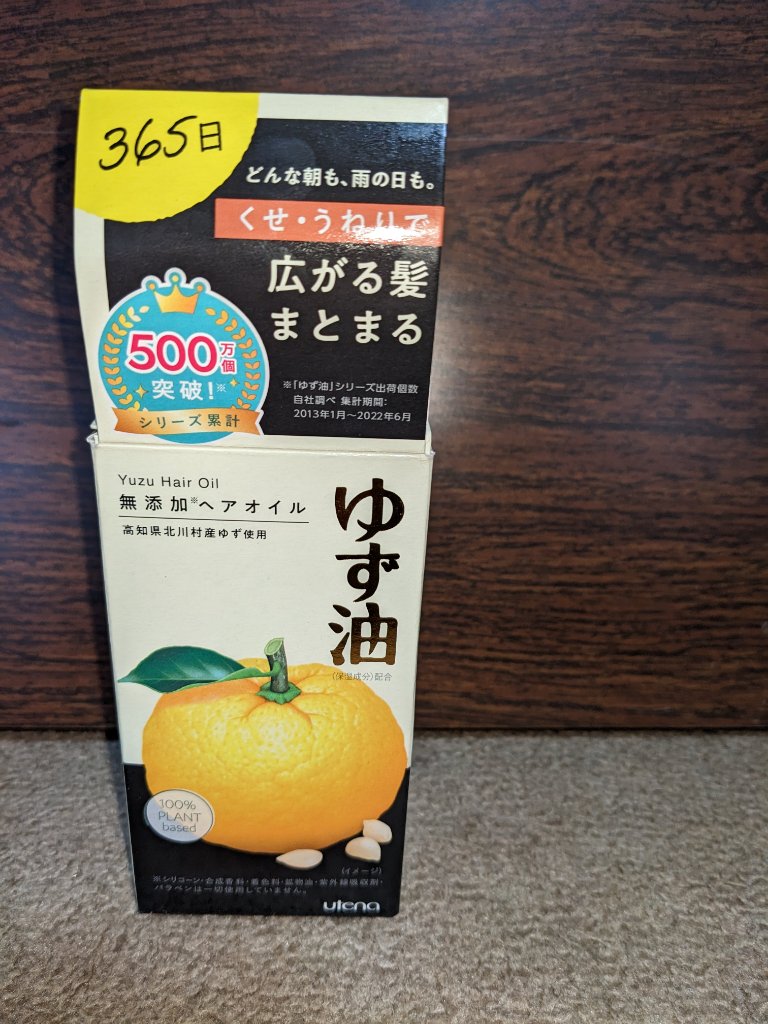 365日
どんな朝も、雨の日も。
くせ・うねりで
広がる髪
まとまる
500万個
突破!※
シリーズ累計
※「ゆず油」シリーズ出荷個数
自社調べ 集計期間:
2013年1月～2022年6月
Yuzu Hair Oil
無添加※ヘアオイル
高知県北川村産ゆず使用
ゆず油
(保湿成分)配合
100%
PLANT
based
(イメージ)
※シリコーン・合成香料・着色料・鉱物油・紫外線吸収剤・
パラベンは一切使用していません。
utena